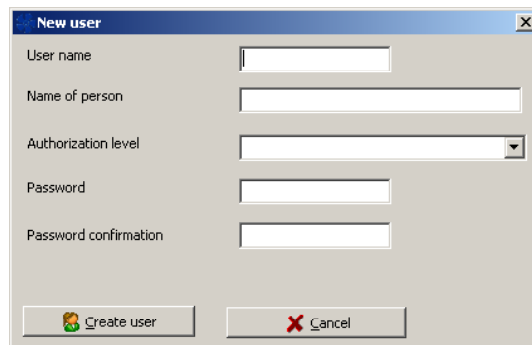 New user
User name
Name of person
Authorization level
Password
Password confirmation
Create user
Cancel